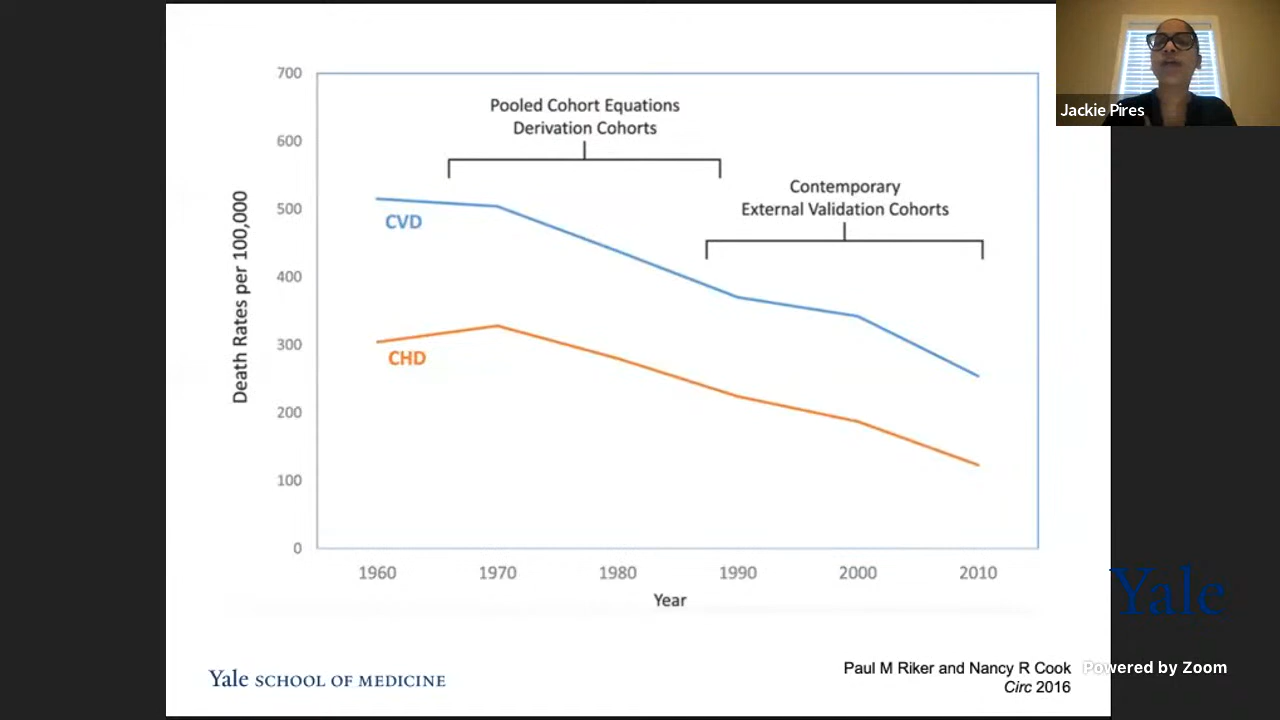 Jackie Pires
700
600
500
400
300
200
100
0
Death Rates per 100,000
Pooled Cohort Equations
Derivation Cohorts
Contemporary
External Validation Cohorts
CVD
CHD
1960 1970 1980 1990 2000 2010
Year
Yale
Yale SCHOOL OF MEDICINE
Paul M Riker and Nancy R Cook
Circ 2016
Powered by Zoom